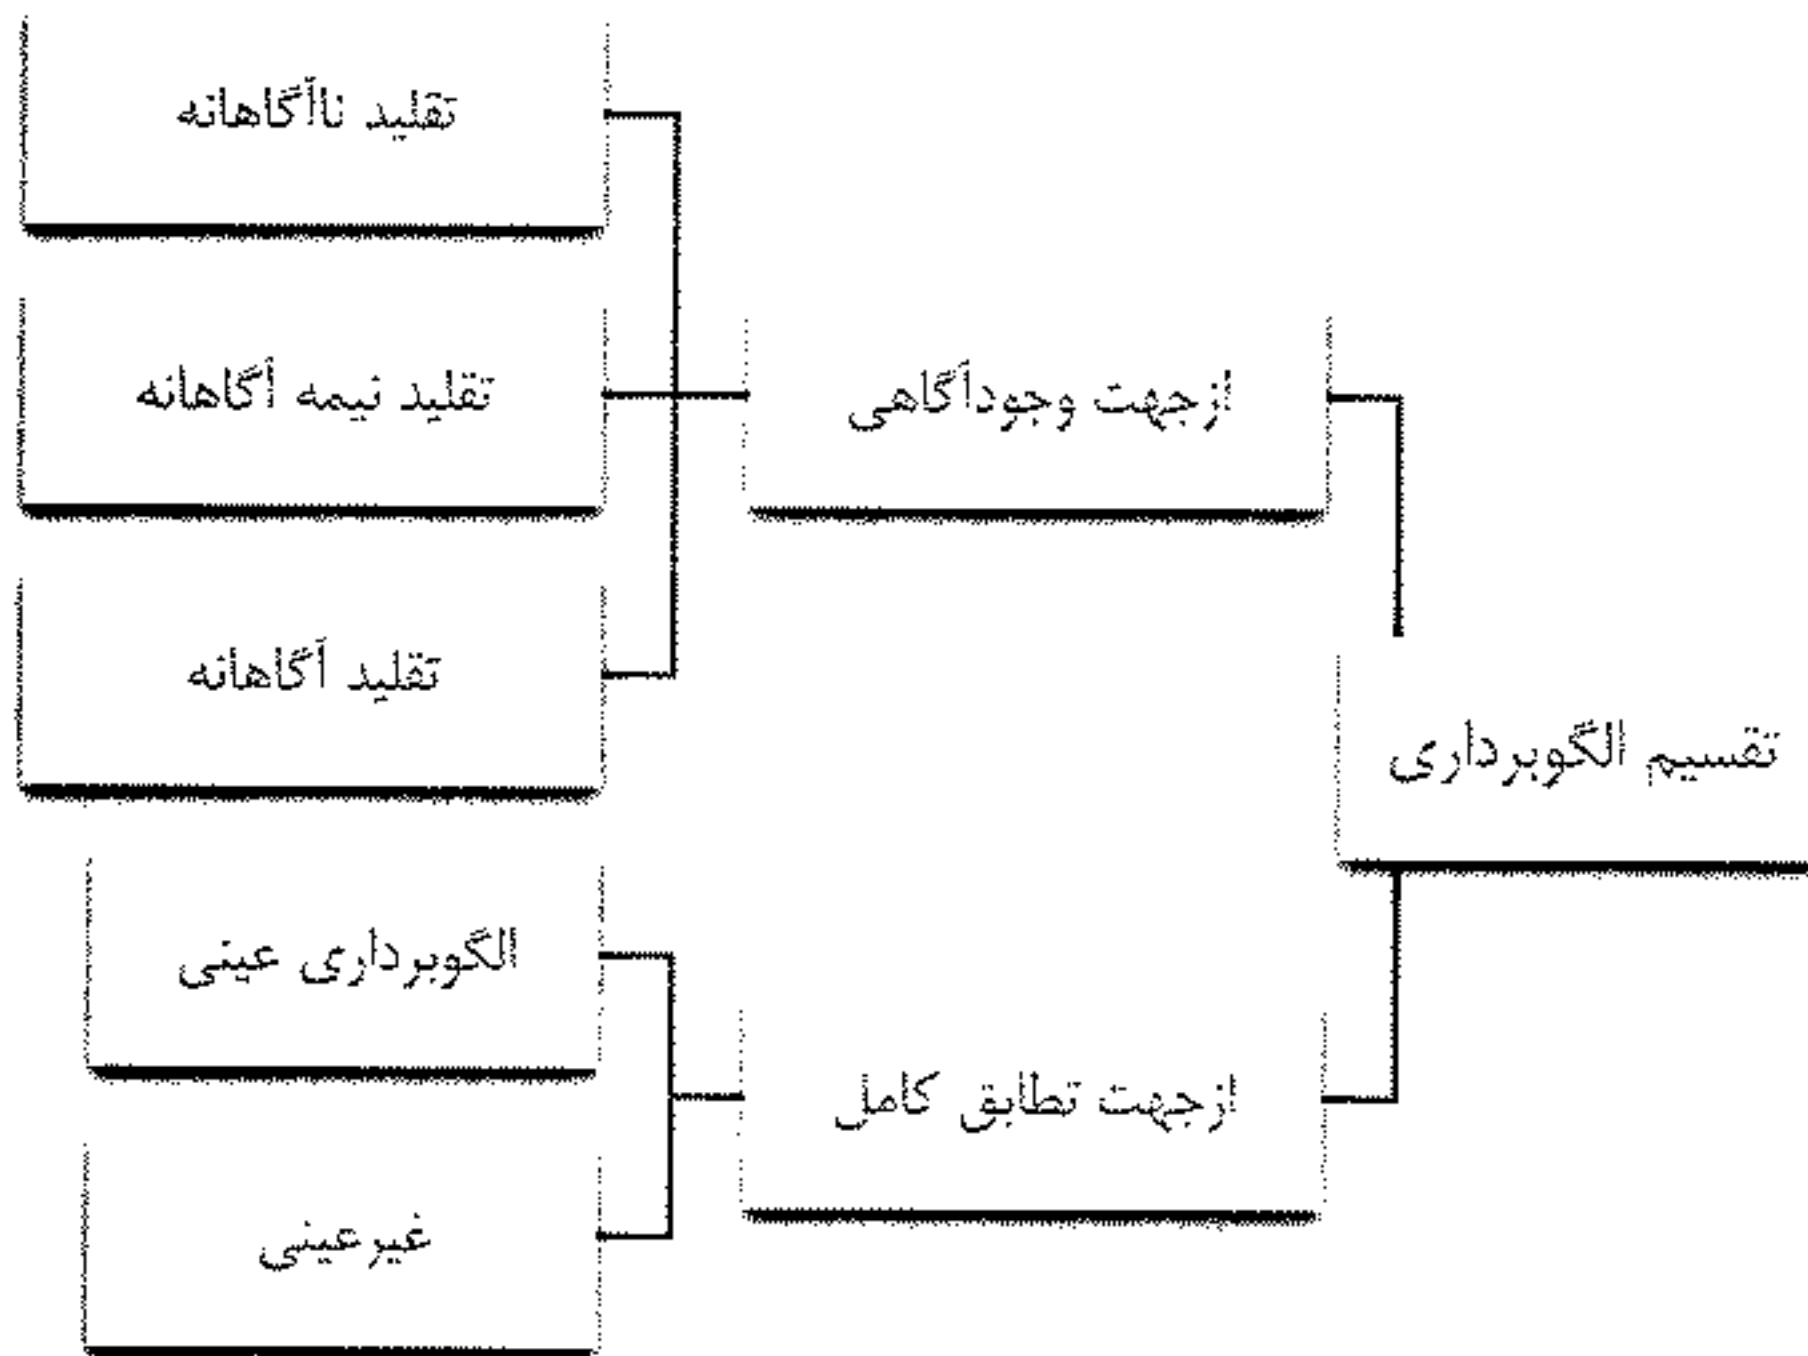 تقسیم الگوبرداری
ازجهت وجودآگاهی
تقلید ناآگاهانه
تقلید نیمه آگاهانه
تقلید آگاهانه
ازجهت تطابق کامل
الگوبرداری عینی
غیرعینی